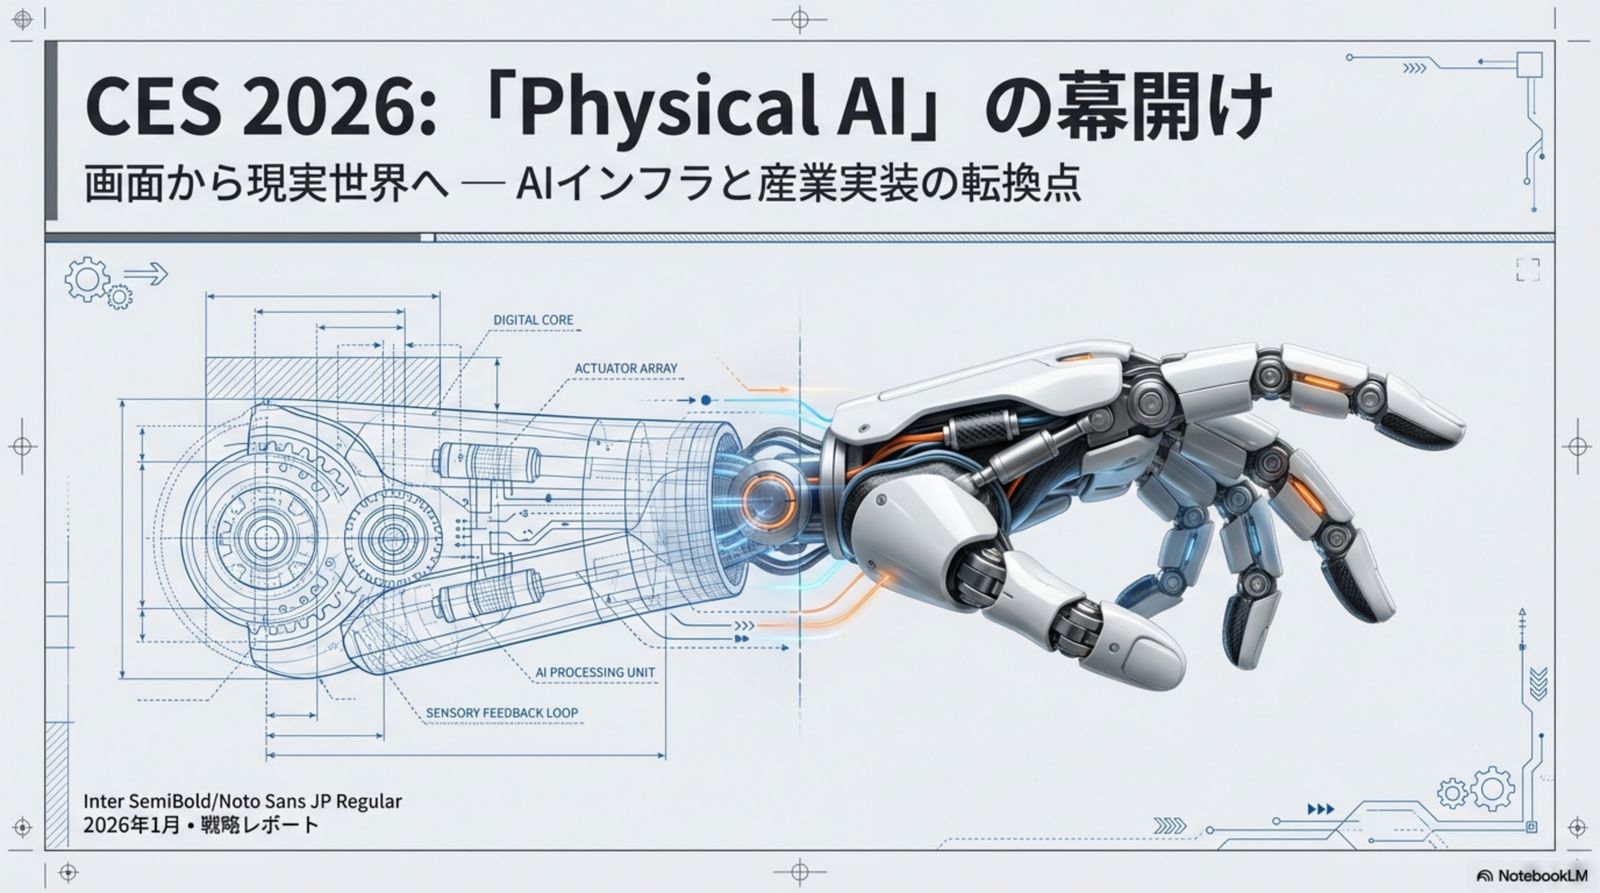 CES 2026:「Physical AI」の幕開け
画面から現実世界へ — AIインフラと産業実装の転換点
DIGITAL CORE
ACTUATOR ARRAY
AI PROCESSING UNIT
SENSORY FEEDBACK LOOP
Inter SemiBold/Noto Sans JP Regular
2026年1月・戦略レポート
NotebookLM